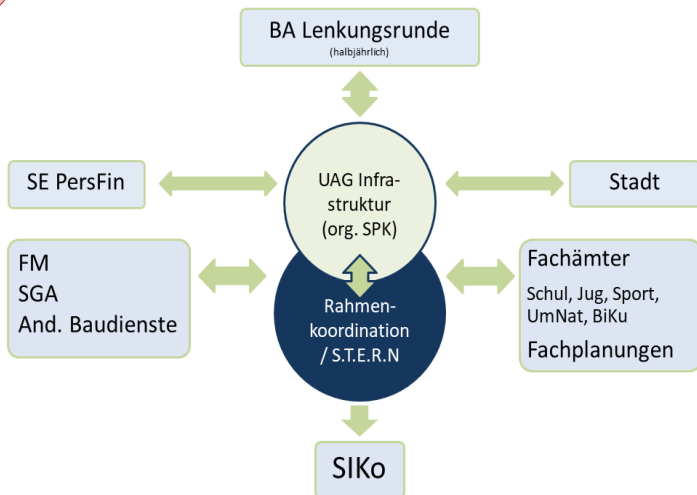 BA Lenkungsrunde
(halbjährlich)
SE PersFin
UAG Infra-
struktur
(org. SPK)
Stadt
FM
SGA
And. Baudienste
Rahmen-
koordination
/ S.T.E.R.N
Fachämter
Schul, Jug, Sport,
UmNat, BiKu
Fachplanungen
SIKo